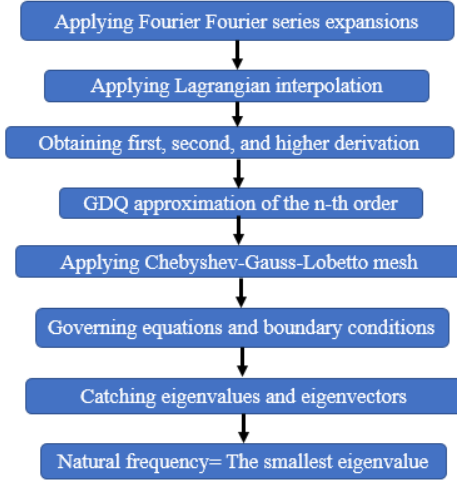 Applying Fourier Fourier series expansions
Applying Lagrangian interpolation
Obtaining first, second, and higher derivation
GDQ approximation of the n-th order
Applying Chebyshev-Gauss-Lobetto mesh
Governing equations and boundary conditions
Catching eigenvalues and eigenvectors
Natural frequency= The smallest eigenvalue